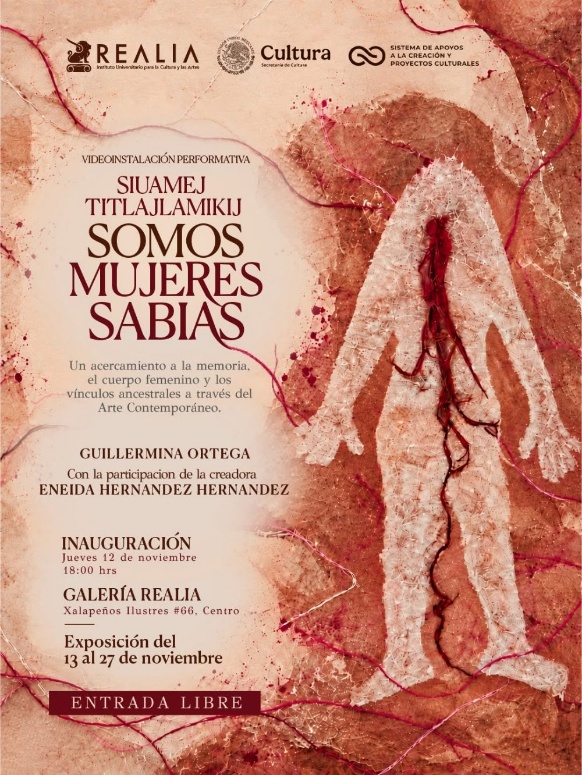 REALIA
Instituto Universitario para la Cultura y las Artes
Cultura
Secretaría de Cultura
SISTEMA DE APOYOS
A LA CREACIÓN Y
PROYECTOS CULTURALES
VIDEOINSTALACIÓN PERFORMATIVA
SIUAMEJ
TITLAJLAMIKIJ
SOMOS
MUJERES
SABIAS
Un acercamiento a la memoria,
el cuerpo femenino y los
vínculos ancestrales a través del
Arte Contemporáneo.
GUILLERMINA ORTEGA
Con la participacion de la creadora
ENEIDA HERNANDEZ HERNANDEZ
INAUGURACIÓN
Jueves 12 de noviembre
18:00 hrs
GALERÍA REALIA
Xalapeños Ilustres #66, Centro
Exposición del
13 al 27 de noviembre
ENTRADA LIBRE